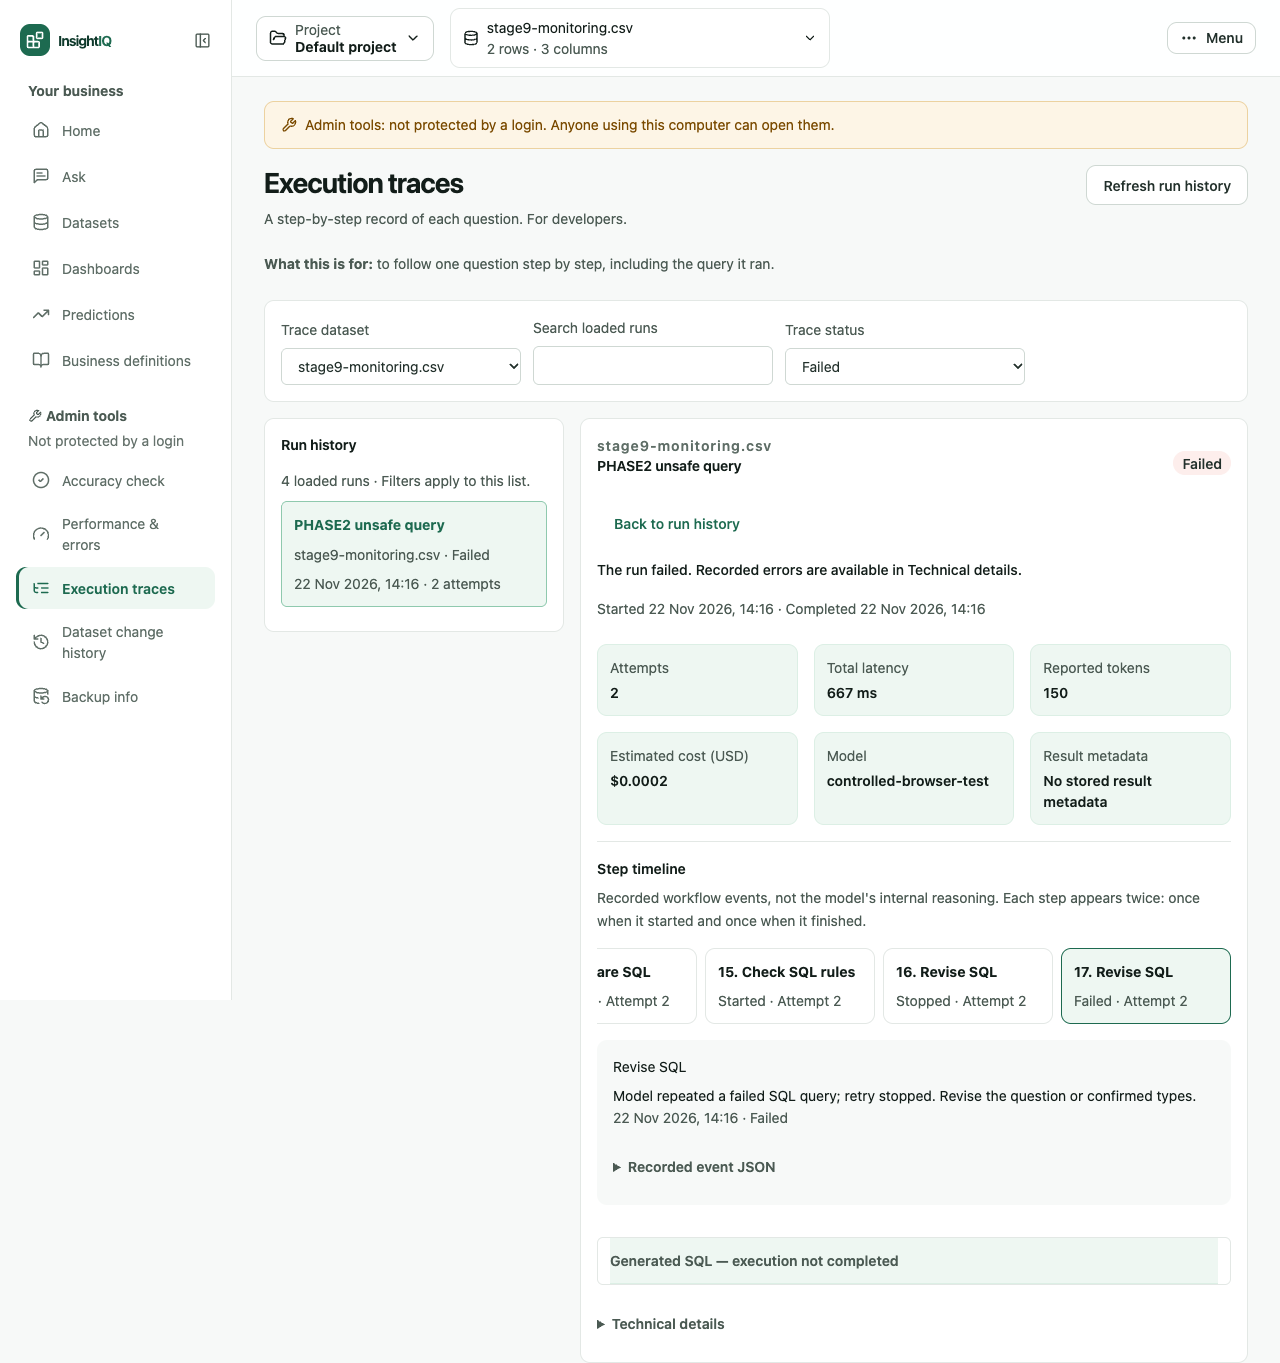 InsightIQ
Your business
Home
Ask
Datasets
Dashboards
Predictions
Business definitions
Admin tools
Not protected by a login
Accuracy check
Performance &
errors
Execution traces
Dataset change
history
Backup info
Project
Default project
stage9-monitoring.csv
2 rows · 3 columns
Menu
Admin tools: not protected by a login. Anyone using this computer can open them.
Execution traces
Refresh run history
A step-by-step record of each question. For developers.
What this is for: to follow one question step by step, including the query it ran.
Trace dataset
stage9-monitoring.csv
Search loaded runs
Trace status
Failed
Run history
4 loaded runs · Filters apply to this list.
PHASE2 unsafe query
stage9-monitoring.csv · Failed
22 Nov 2026, 14:16 · 2 attempts
stage9-monitoring.csv
PHASE2 unsafe query
Failed
Back to run history
The run failed. Recorded errors are available in Technical details.
Started 22 Nov 2026, 14:16 · Completed 22 Nov 2026, 14:16
Attempts
2
Total latency
667 ms
Reported tokens
150
Estimated cost (USD)
$0.0002
Model
controlled-browser-test
Result metadata
No stored result
metadata
Step timeline
Recorded workflow events, not the model's internal reasoning. Each step appears twice: once
when it started and once when it finished.
are SQL
· Attempt 2
15. Check SQL rules
Started · Attempt 2
16. Revise SQL
Stopped · Attempt 2
17. Revise SQL
Failed · Attempt 2
Revise SQL
Model repeated a failed SQL query; retry stopped. Revise the question or confirmed types.
22 Nov 2026, 14:16 · Failed
Recorded event JSON
Generated SQL — execution not completed
Technical details